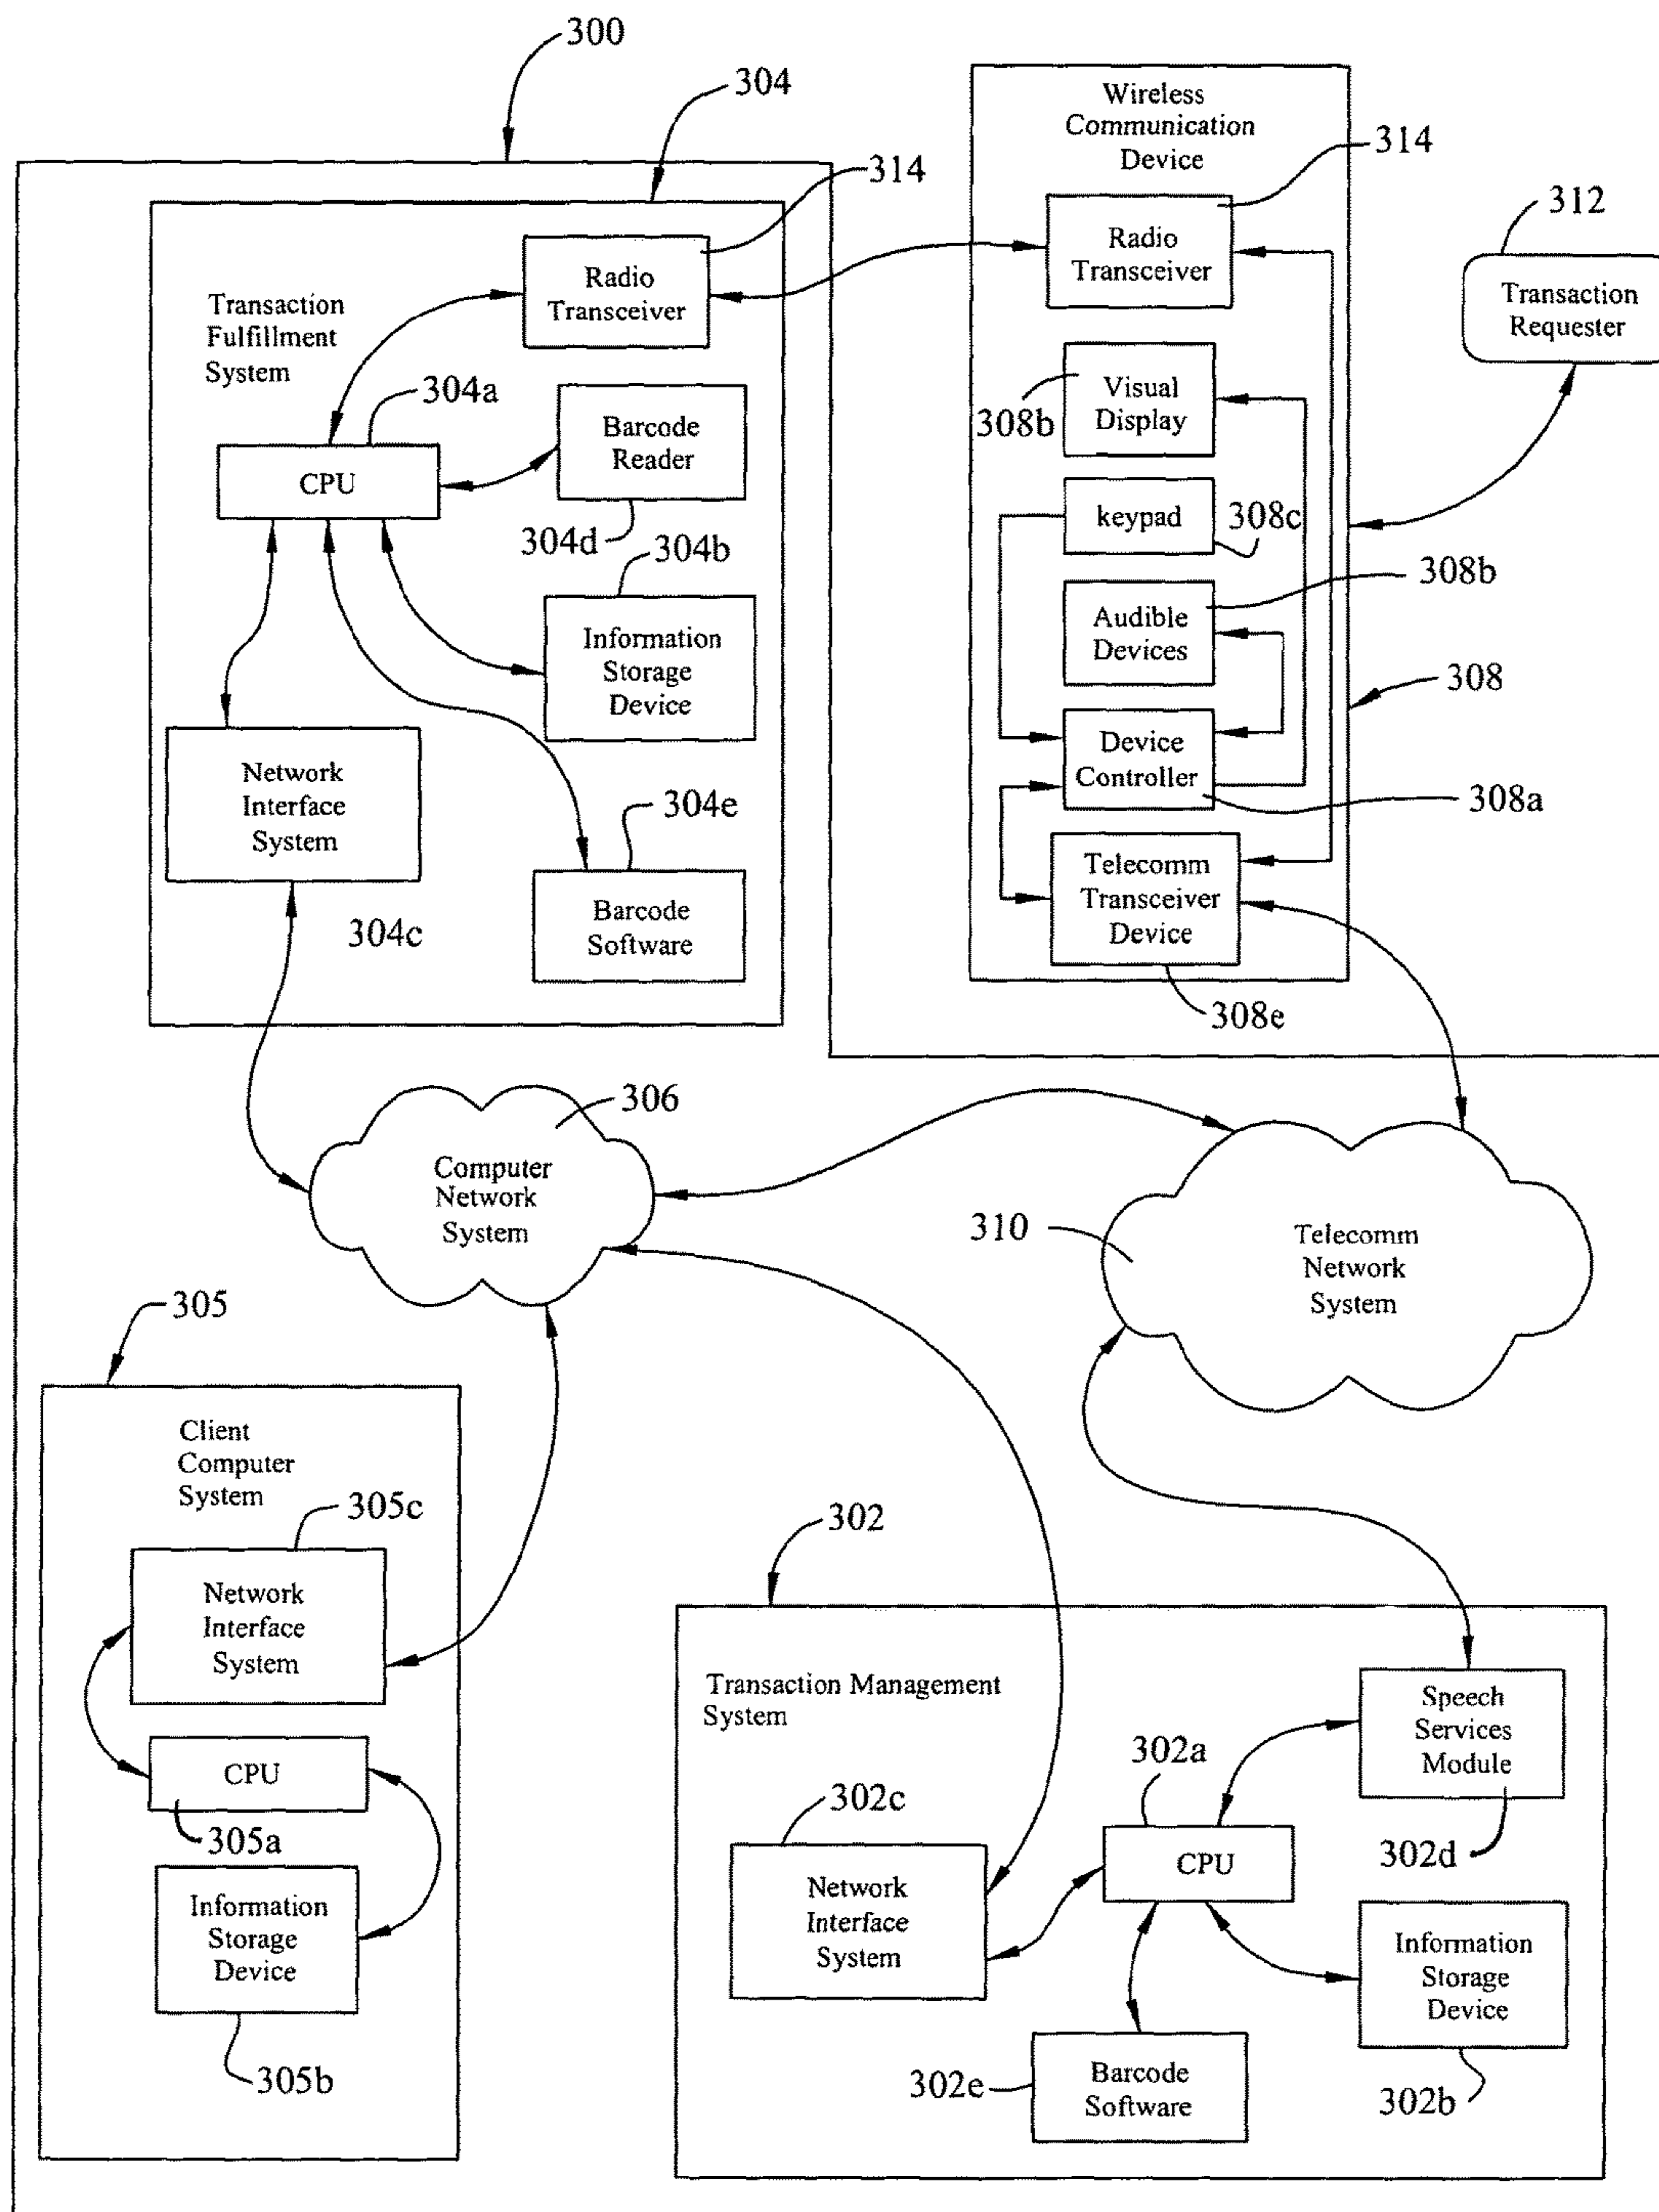 300
304
314
Transaction
Fulfillment
System
Radio
Transceiver
304a
CPU
Barcode
Reader
304d
304b
Information
Storage
Device
Network
Interface
System
304c
304e
Barcode
Software
Wireless
Communication
Device
314
Radio
Transceiver
308b
Visual
Display
keypad
308c
Audible
Devices
308b
308
Device
Controller
308a
Telecomm
Transceiver
Device
308e
312
Transaction
Requester
306
Computer
Network
System
310
Telecomm
Network
System
305
Client
Computer
System
305c
Network
Interface
System
CPU
305a
Information
Storage
Device
305b
302
Transaction Management
System
302c
Network
Interface
System
302a
CPU
Speech
Services
Module
302d
Information
Storage
Device
302b
302e
Barcode
Software